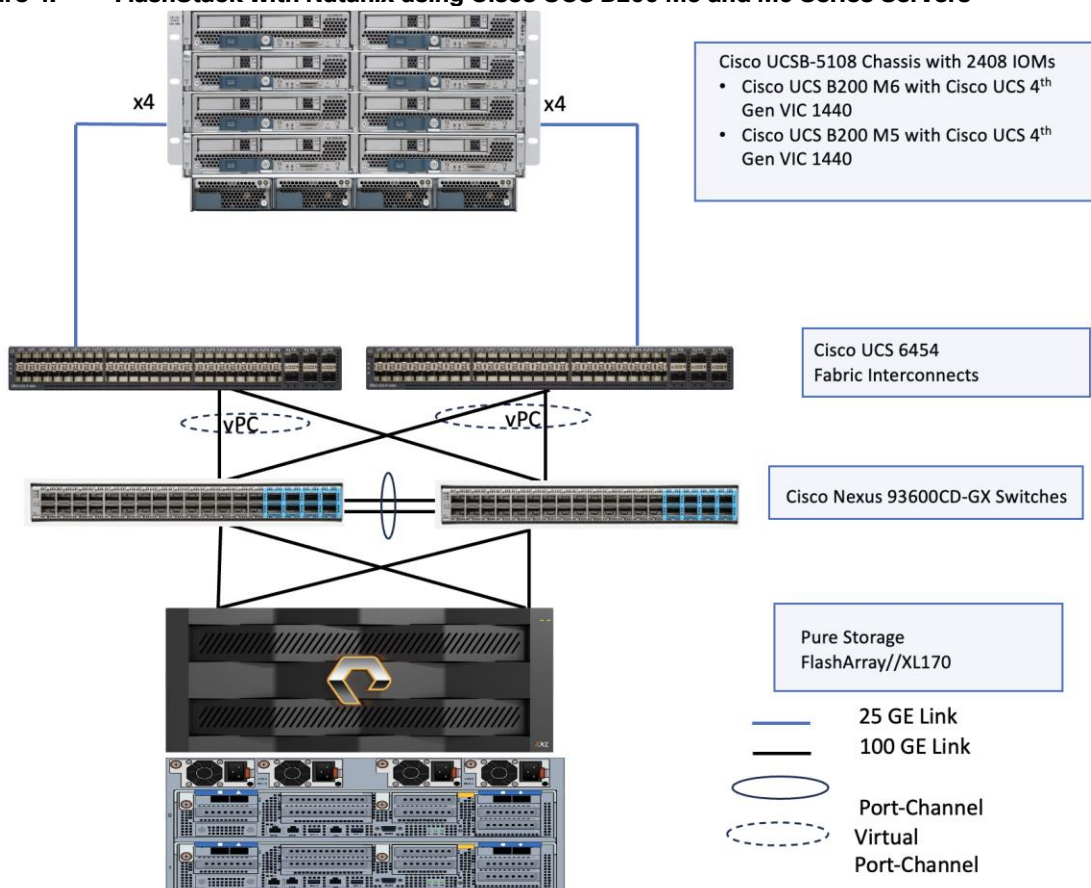 FlashStack with Nutanix using Cisco UCS B200 and Series Servers
x4
x4
Cisco UCSB-5108 Chassis with 2408 IOMs
• Cisco UCS B200 M6 with Cisco UCS 4th
Gen VIC 1440
• Cisco UCS B200 M5 with Cisco UCS 4th
Gen VIC 1440
Cisco UCS 6454
Fabric Interconnects
vPC
vPC
Cisco Nexus 93600CD-GX Switches
Pure Storage
FlashArray//XL170
//XL
25 GE Link
100 GE Link
Port-Channel
Virtual
Port-Channel